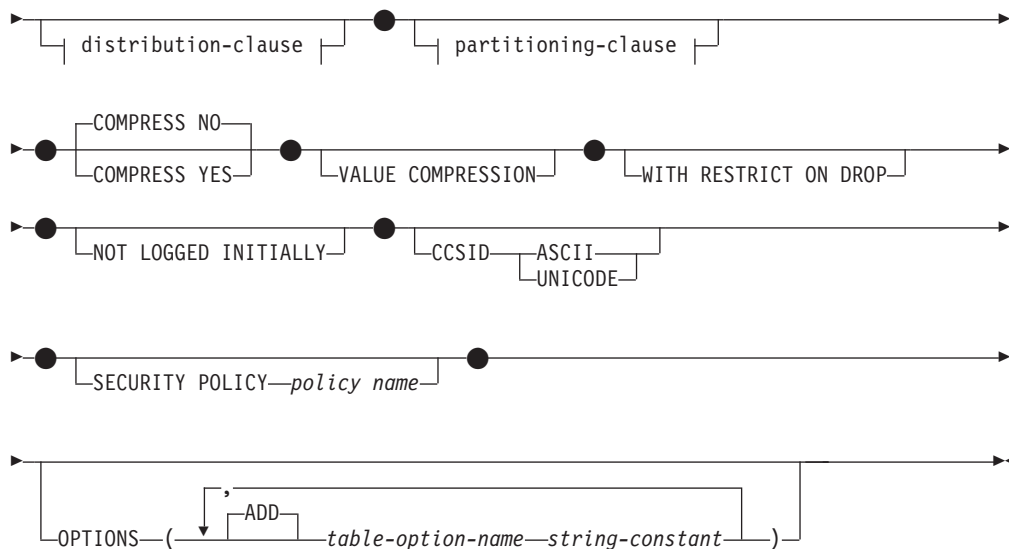 distribution-clause partitioning-clause
COMPRESS NO
COMPRESS YES VALUE COMPRESSION WITH RESTRICT ON DROP
NOT LOGGED INITIALLY CCSID ASCII
UNICODE
SECURITY POLICY policy name
,
ADD
OPTIONS ( table-option-name string-constant )